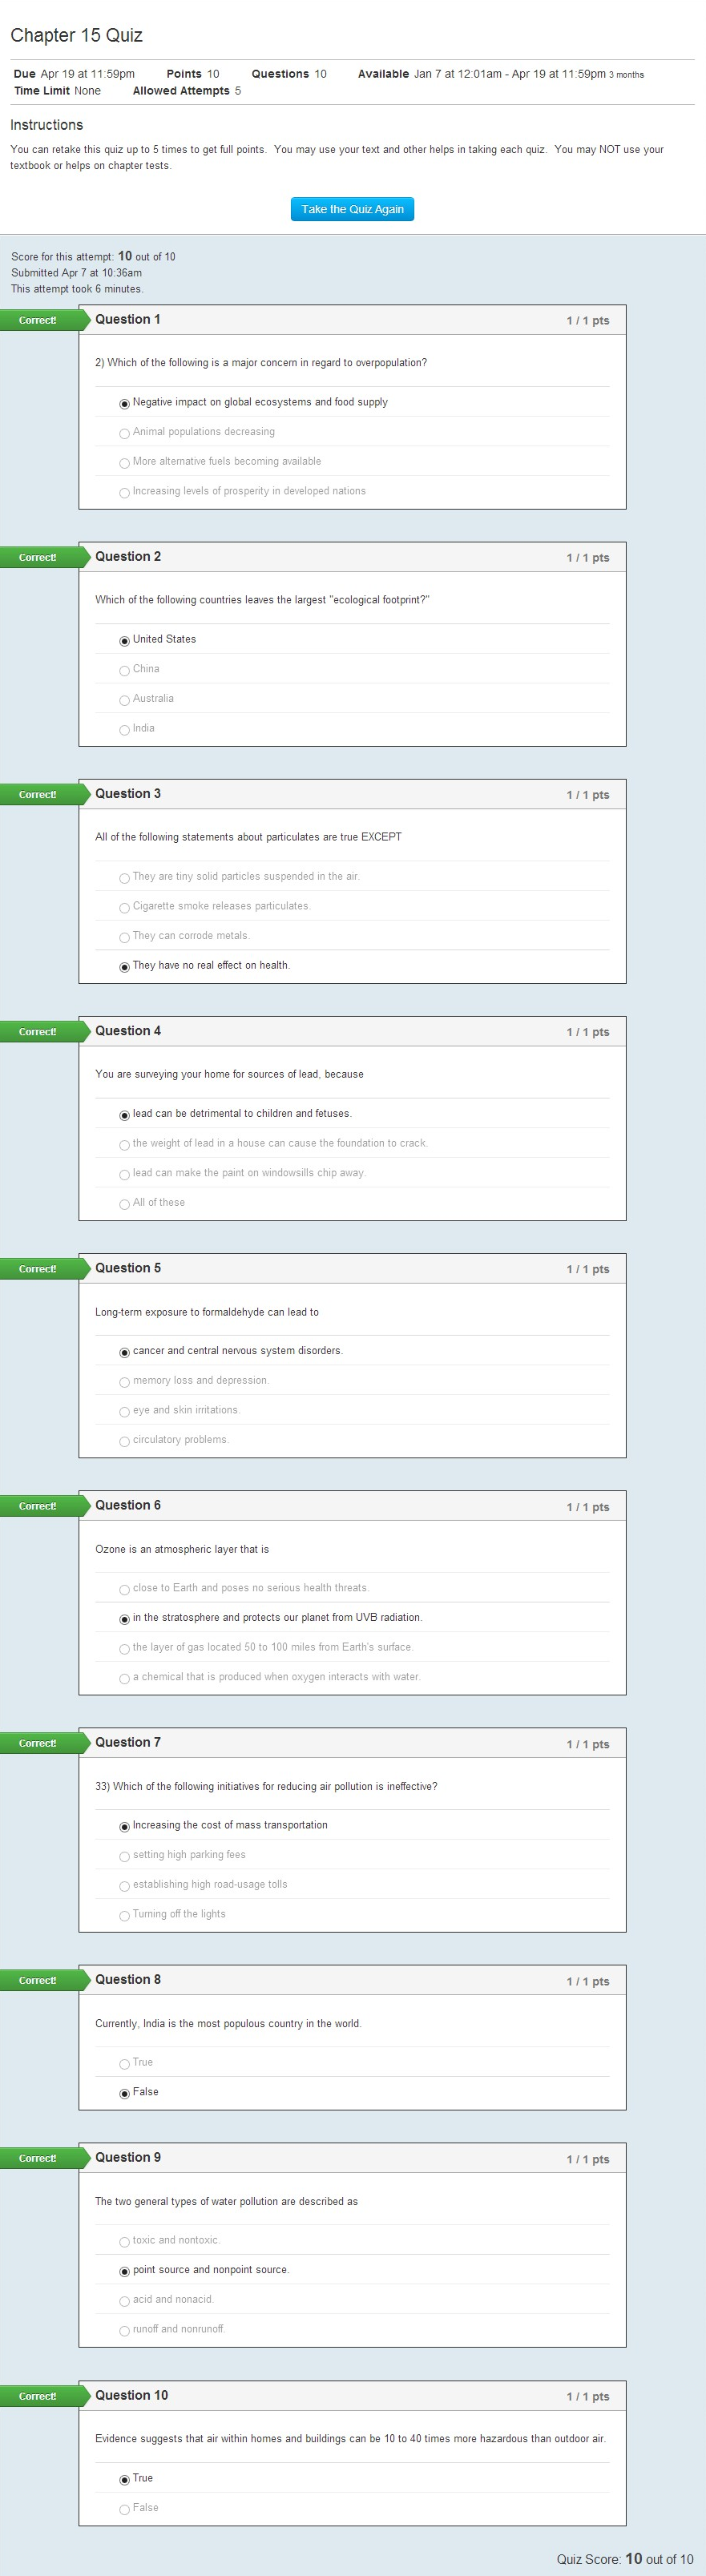 Chapter 15 Quiz
Due Apr 19 at 11:59pm Points 10 Questions 10 Available Jan 7 at 12:01am - Apr 19 at 11:59pm 3 months
Time Limit None Allowed Attempts 5
Instructions
You can retake this quiz up to 5 times to get full points. You may use your text and other helps in taking each quiz. You may NOT use your
textbook or helps on chapter tests.
Take the Quiz Again
Score for this attempt: 10 out of 10
Submitted Apr 7 at 10:36am
This attempt took 6 minutes.
Correct! Question 1 1 / 1 pts
2) Which of the following is a major concern in regard to overpopulation?
Negative impact on global ecosystems and food supply
Animal populations decreasing
More alternative fuels becoming available
Increasing levels of prosperity in developed nations
Correct! Question 2 1 / 1 pts
Which of the following countries leaves the largest "ecological footprint?"
United States
China
Australia
India
Correct! Question 3 1 / 1 pts
All of the following statements about particulates are true EXCEPT
They are tiny solid particles suspended in the air.
Cigarette smoke releases particulates.
They can corrode metals.
They have no real effect on health.
Correct! Question 4 1 / 1 pts
You are surveying your home for sources of lead, because
lead can be detrimental to children and fetuses.
the weight of lead in a house can cause the foundation to crack.
lead can make the paint on windowsills chip away.
All of these
Correct! Question 5 1 / 1 pts
Long-term exposure to formaldehyde can lead to
cancer and central nervous system disorders.
memory loss and depression.
eye and skin irritations.
circulatory problems.
Correct! Question 6 1 / 1 pts
Ozone is an atmospheric layer that is
close to Earth and poses no serious health threats.
in the stratosphere and protects our planet from UVB radiation.
the layer of gas located 50 to 100 miles from Earth's surface.
a chemical that is produced when oxygen interacts with water.
Correct! Question 7 1 / 1 pts
33) Which of the following initiatives for reducing air pollution is ineffective?
Increasing the cost of mass transportation
setting high parking fees
establishing high road-usage tolls
Turning off the lights
Correct! Question 8 1 / 1 pts
Currently, India is the most populous country in the world.
True
False
Correct! Question 9 1 / 1 pts
The two general types of water pollution are described as
toxic and nontoxic.
point source and nonpoint source.
acid and nonacid.
runoff and nonrunoff.
Correct! Question 10 1 / 1 pts
Evidence suggests that air within homes and buildings can be 10 to 40 times more hazardous than outdoor air.
True
False
Quiz Score: 10 out of 10